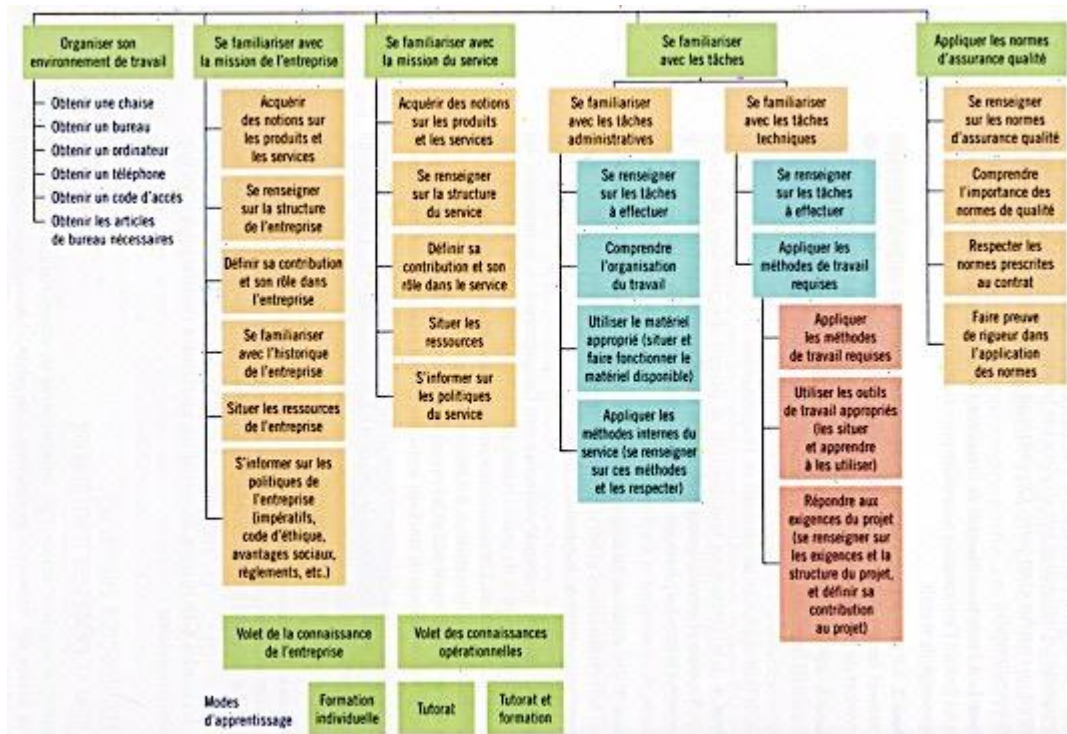 Organiser son
environnement de travail
Obtenir une chaise
Obtenir un bureau
Obtenir un ordinateur
Obtenir un téléphone
Obtenir un code d'accès
Obtenir les articles
de bureau nécessaires
Se familiariser avec
la mission de l'entreprise
Acquérir
des notions sur
les produits et
les services
Se renseigner
sur la structure
de l'entreprise
Définir sa contribution
et son rôle dans
l'entreprise
Se familiariser
avec l'historique
de l'entreprise
Situer les ressources
de l'entreprise
S'informer sur les
politiques de
l'entreprise
(impératifs,
code d'éthique,
avantages sociaux,
règlements, etc.)
Se familiariser avec
la mission du service
Acquérir des notions
sur les produits
et les services
Se renseigner
sur la structure
du service
Définir sa
contribution et son
rôle dans le service
Situer les
ressources
S'informer sur
les politiques
du service
Se familiariser
avec les tâches
Se familiariser
avec les tâches
administratives
Se renseigner
sur les tâches
à effectuer
Comprendre
l'organisation
du travail
Utiliser le matériel
approprié (situer et
faire fonctionner le
matériel disponible)
Appliquer les
méthodes internes du
service (se renseigner
sur ces méthodes
et les respecter)
Se familiariser
avec les tâches
techniques
Se renseigner
sur les tâches
à effectuer
Appliquer les
méthodes de travail
requises
Appliquer
les méthodes
de travail requises
Utiliser les outils
de travail appropriés
(les situer
et apprendre
à les utiliser)
Répondre aux
exigences du projet
(se renseigner sur
les exigences et la
structure du projet,
et définir sa
contribution
au projet)
Appliquer les normes
d'assurance qualité
Se renseigner
sur les normes
d'assurance qualité
Comprendre
l'importance des
normes de qualité
Respecter les
normes prescrites
au contrat
Faire preuve
de rigueur dans
l'application
des normes
Volet de la connaissance
de l'entreprise
Volet des connaissances
opérationnelles
Modes
d'apprentissage
Formation
individuelle
Tutorat
Tutorat et
formation